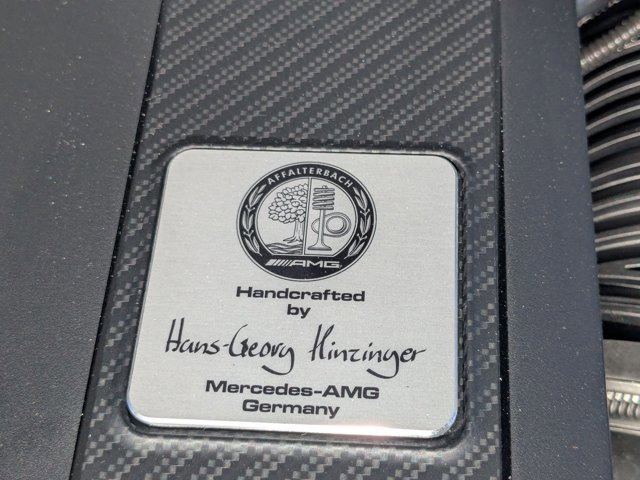 AFFALTERBACH
AMG
Handcrafted
by
Hans-Georg Hinzinger
Mercedes-AMG
Germany